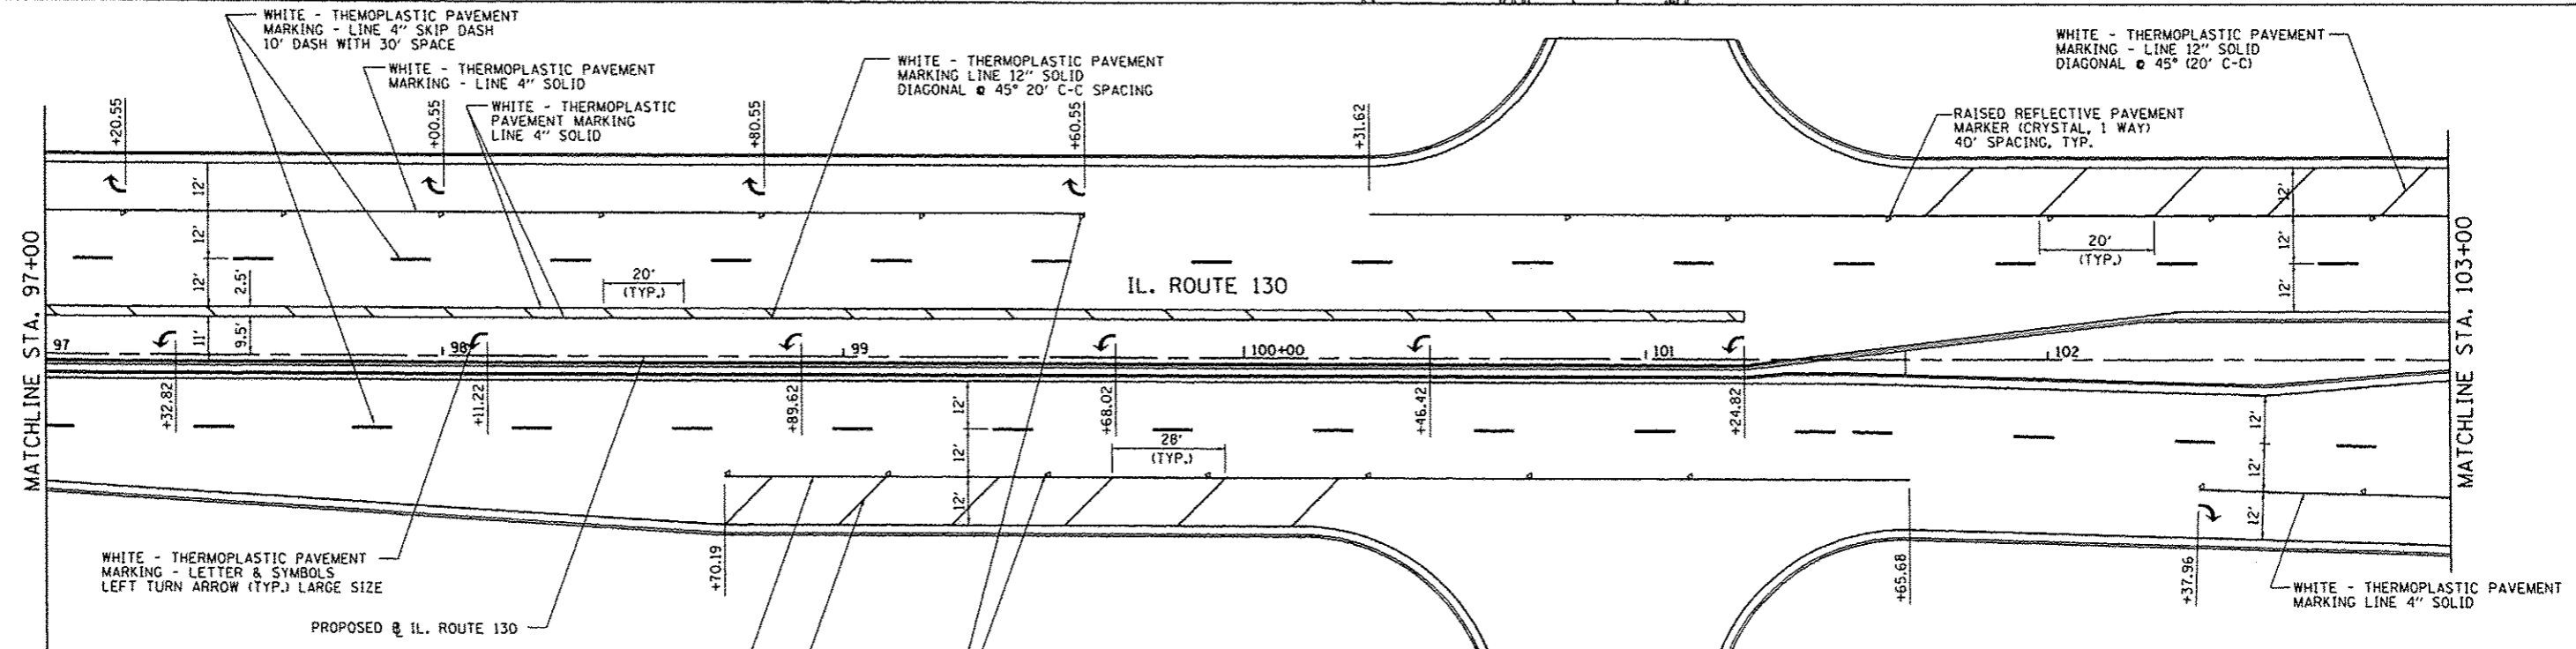 WHITE - THEMOPLASTIC PAVEMENT
MARKING - LINE 4" SKIP DASH
10' DASH WITH 30' SPACE
WHITE - THERMOPLASTIC PAVEMENT
MARKING - LINE 4" SOLID
WHITE - THERMOPLASTIC
PAVEMENT MARKING
LINE 4" SOLID
WHITE - THERMOPLASTIC PAVEMENT
MARKING LINE 12" SOLID
DIAGONAL @ 45° 20' C-C SPACING
WHITE - THERMOPLASTIC PAVEMENT
MARKING - LINE 12" SOLID
DIAGONAL @ 45° (20' C-C)
RAISED REFLECTIVE PAVEMENT
MARKER (CRYSTAL, 1 WAY)
40' SPACING, TYP.
+20.55
+00.55
+80.55
+60.55
+31.62
12'
12'
12'
2.5'
11'
9.5'
20'
(TYP.)
IL. ROUTE 130
12'
12'
12'
20'
(TYP.)
MATCHLINE STA. 97+00
MATCHLINE STA. 103+00
97
98
99
100+00
101
102
+32.82
+11.22
+89.62
+68.02
+46.42
+24.82
12'
12'
12'
28'
(TYP.)
12'
12'
12'
+70.19
+65.68
+37.96
WHITE - THERMOPLASTIC PAVEMENT
MARKING - LETTER & SYMBOLS
LEFT TURN ARROW (TYP.) LARGE SIZE
PROPOSED ℄ IL. ROUTE 130
WHITE - THERMOPLASTIC PAVEMENT
MARKING LINE 4" SOLID